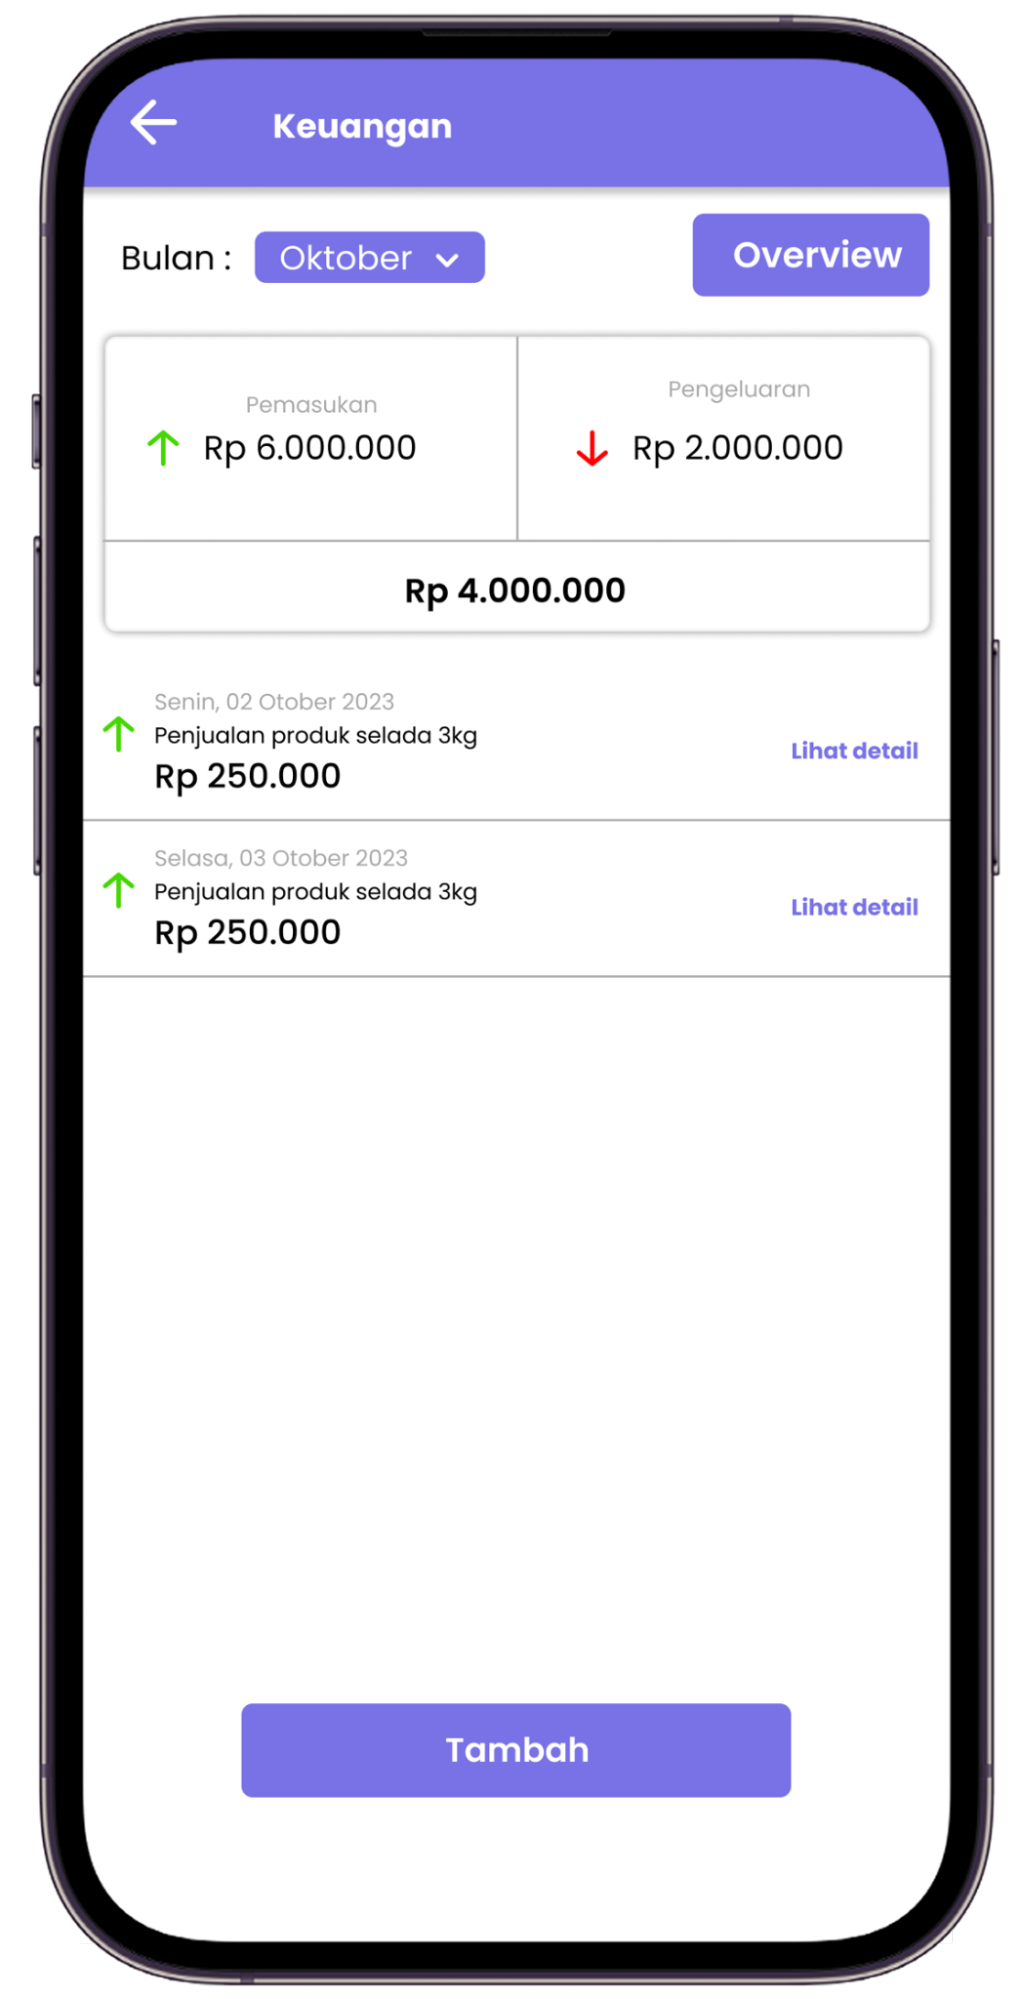 Keuangan
Bulan :
Oktober
Overview
Pemasukan
Rp 6.000.000
Pengeluaran
Rp 2.000.000
Rp 4.000.000
Senin, 02 Otober 2023
Penjualan produk selada 3kg
Rp 250.000
Lihat detail
Selasa, 03 Otober 2023
Penjualan produk selada 3kg
Rp 250.000
Lihat detail
Tambah